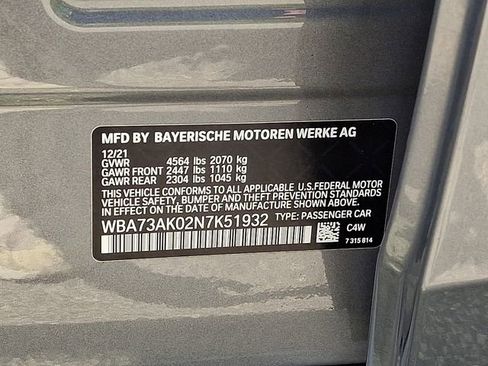 MFD BY BAYERISCHE MOTOREN WERKE AG
12/21
GVWR 4564 lbs 2070 kg
GAWR FRONT 2447 lbs 1110 kg
GAWR REAR 2304 lbs 1045 kg
THIS VEHICLE CONFORMS TO ALL APPLICABLE U.S.FEDERAL MOTOR
VEHICLE SAFETY, BUMPER AND THEFT PREVENTION STANDARDS
IN EFFECT ON THE DATE OF MANUFACTURE SHOWN ABOVE.
WBA73AK02N7K51932 TYPE: PASSENGER CAR
C4W
7 315 814